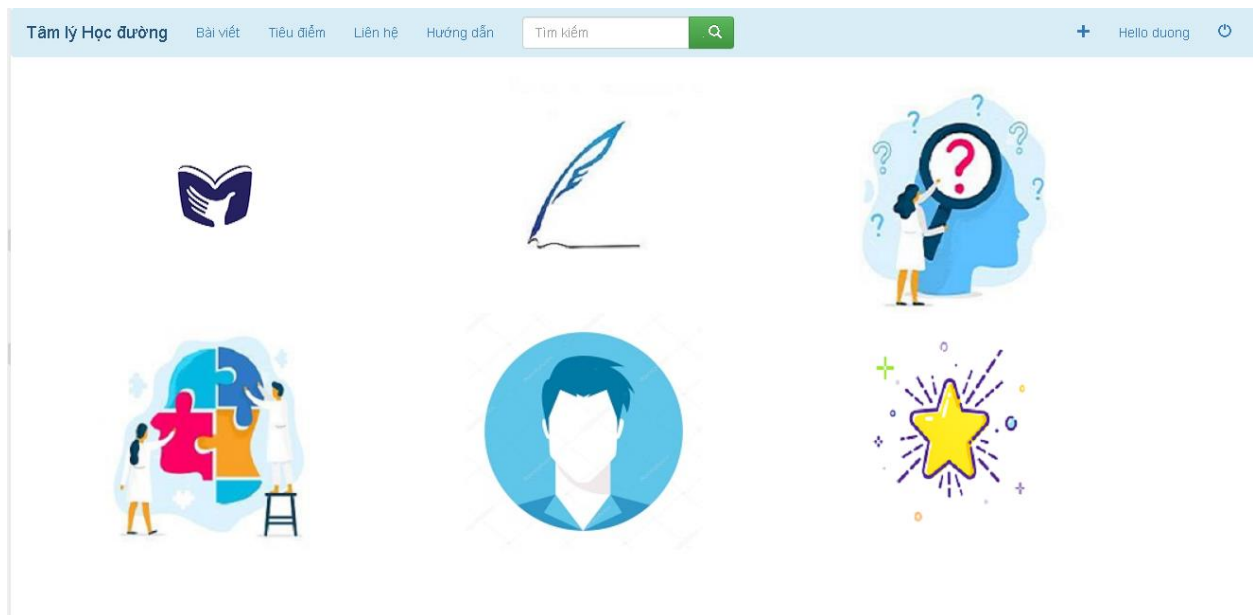 Tâm lý Học đường Bài viết Tiêu điểm Liên hệ Hướng dẫn Tìm kiếm Hello duong